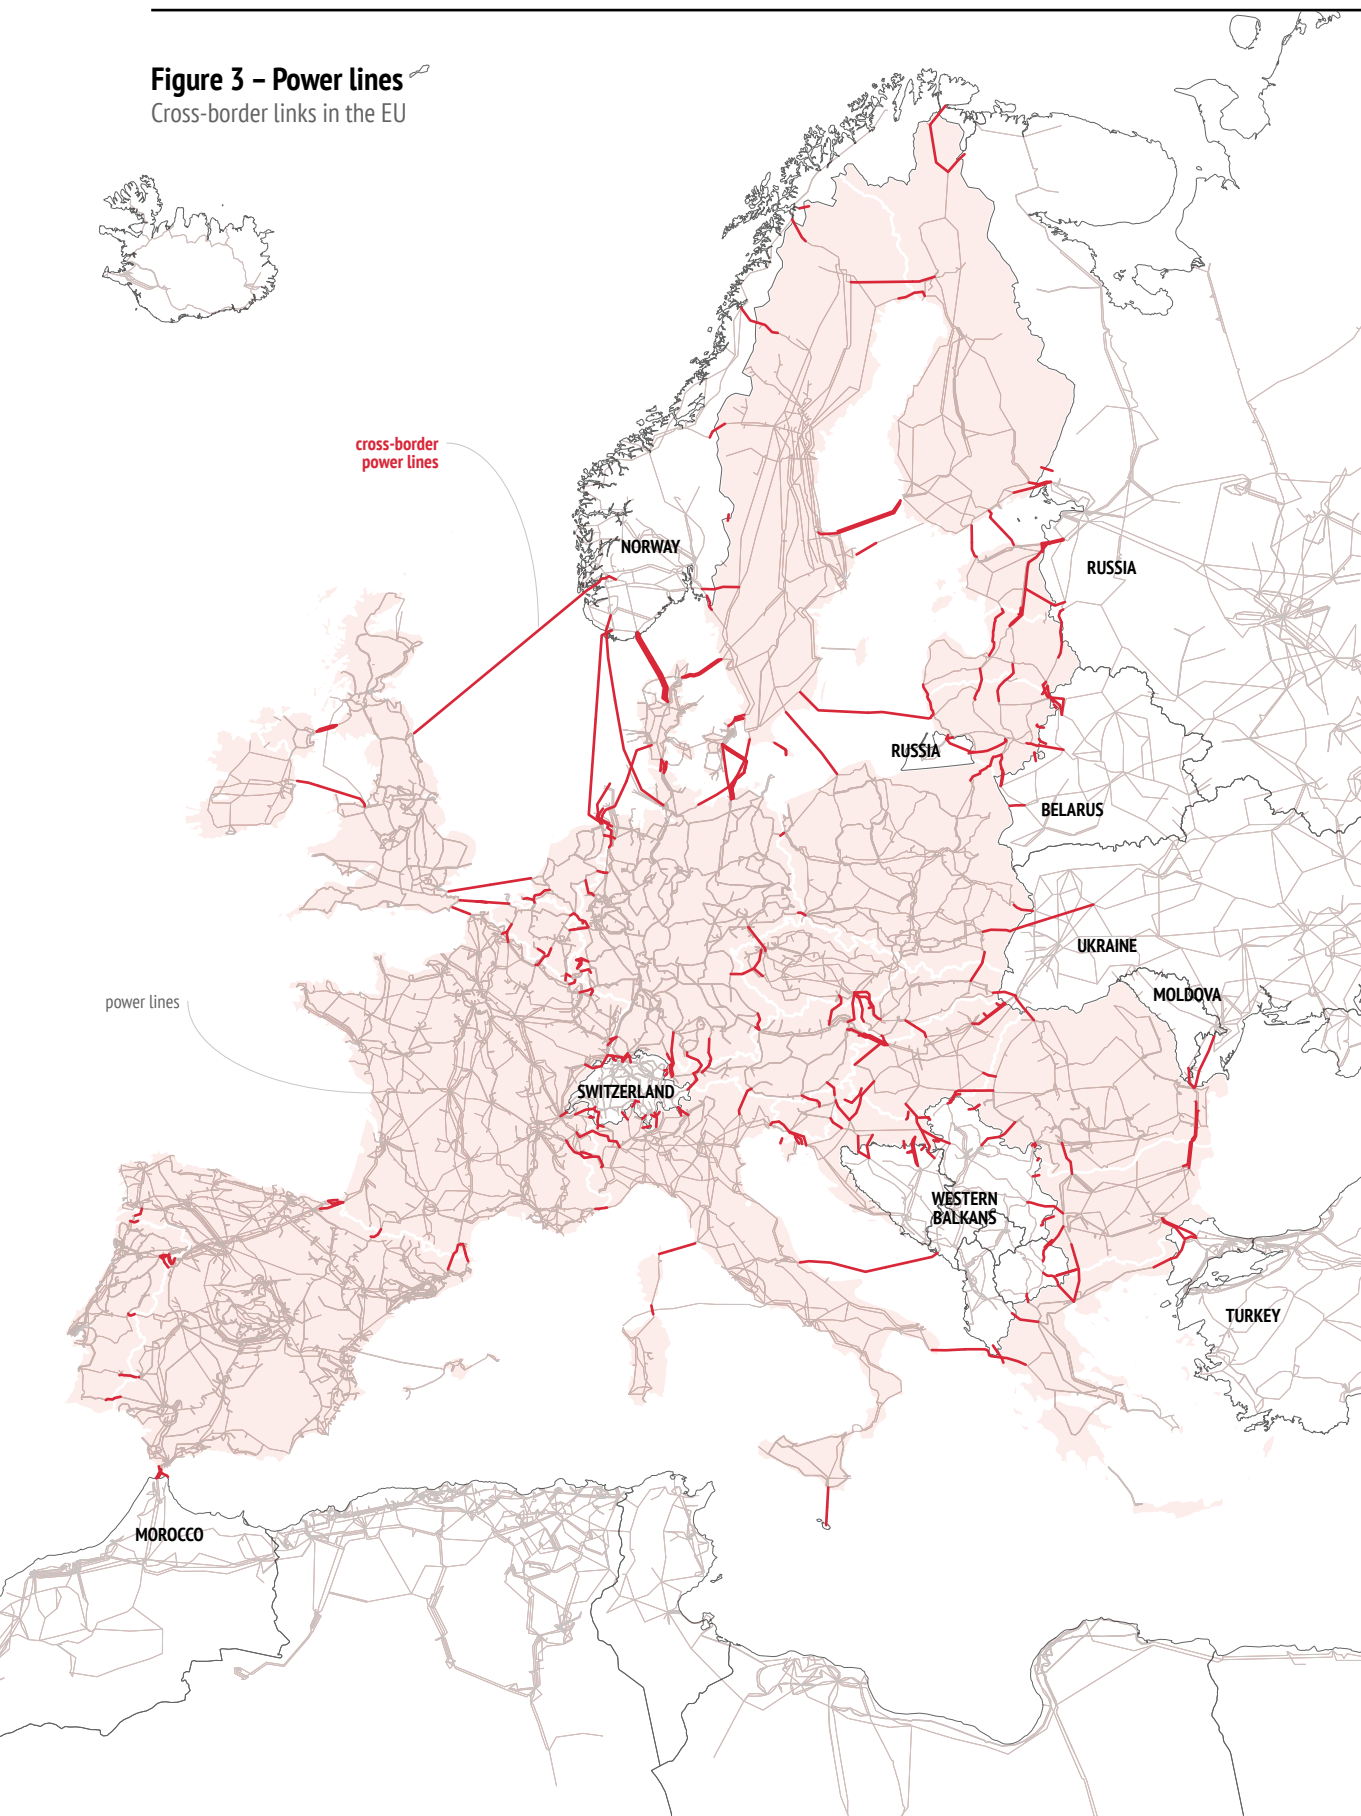 Figure 3 – Power lines
Cross-border links in the EU
cross-border
power lines
NORWAY
RUSSIA
RUSSIA
BELARUS
UKRAINE
MOLDOVA
power lines
SWITZERLAND
WESTERN
BALKANS
TURKEY
MOROCCO